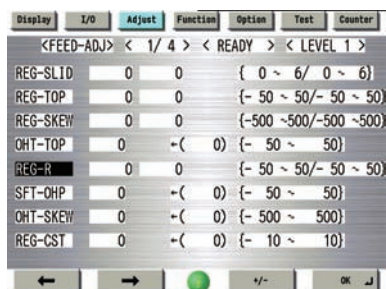 Display I/O Adjust Function Option Test Counter
<FEED-ADJ> < 1/ 4 > < READY > < LEVEL 1 >
REG-SLID 0 0 { 0 ~ 6/ 0 ~ 6}
REG-TOP 0 0 {- 50 ~ 50/- 50 ~ 50}
REG-SKEW 0 0 {-500 ~500/-500 ~500}
OHT-TOP 0 ←( 0) {- 50 ~ 50}
REG-R 0 0 {- 50 ~ 50/- 50 ~ 50}
SFT-OHP 0 ←( 0) {- 50 ~ 50}
OHT-SKEW 0 ←( 0) {- 500 ~ 500}
REG-CST 0 ←( 0) {- 10 ~ 10}
← → +/- OK ↵